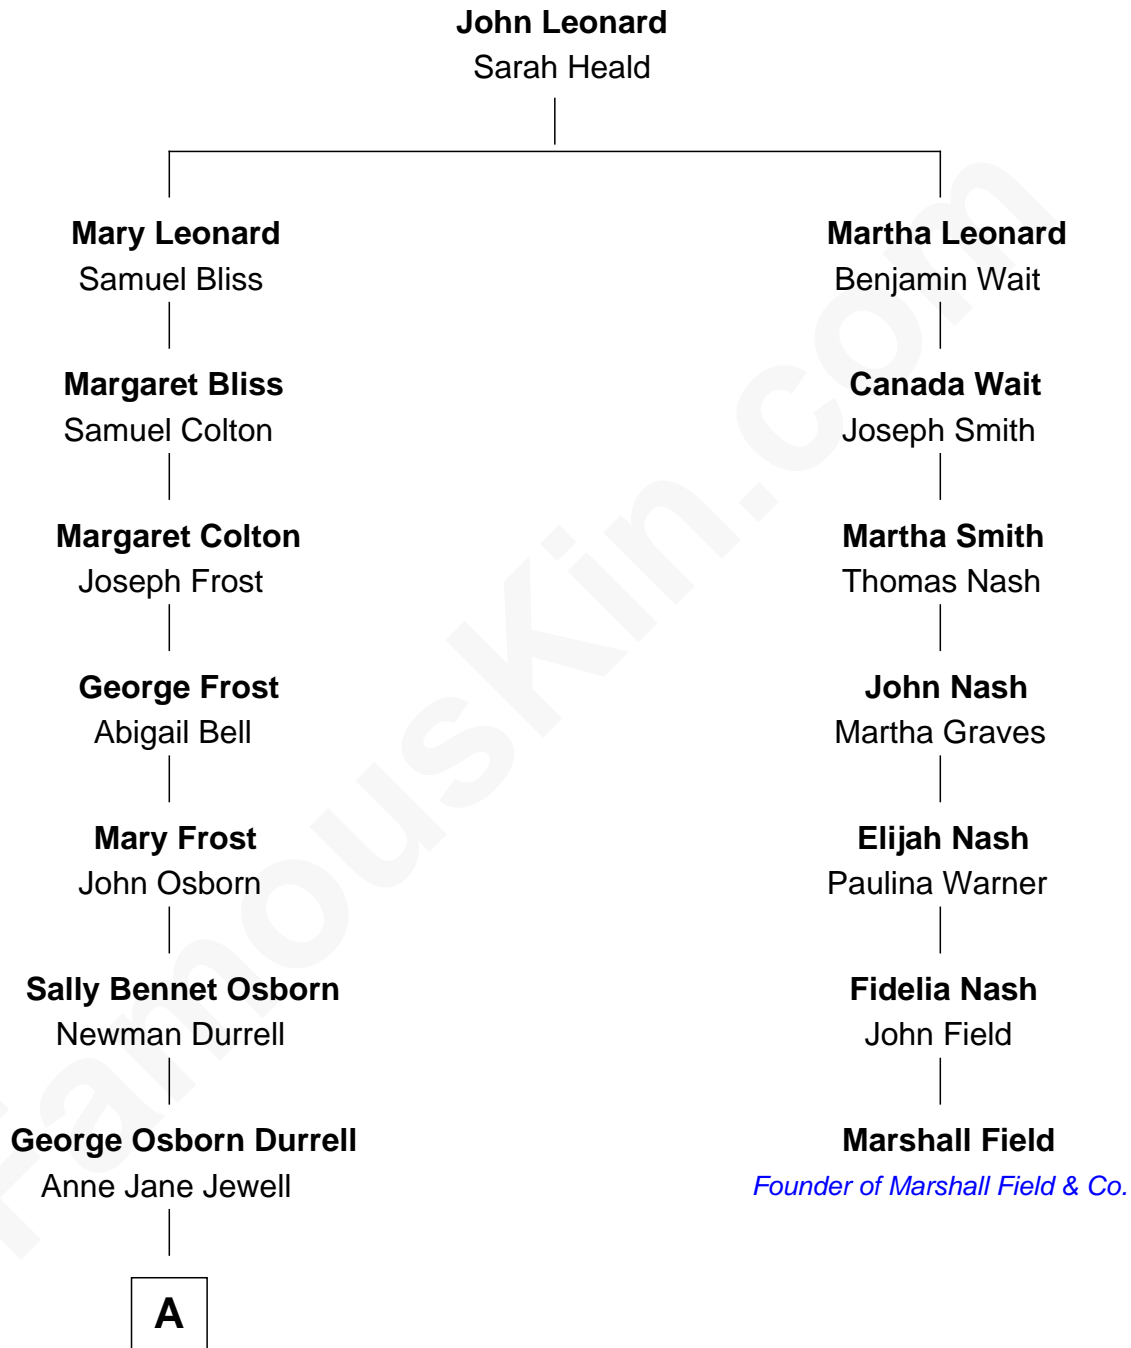 John Leonard
Sarah Heald
Mary Leonard
Samuel Bliss
Martha Leonard
Benjamin Wait
Margaret Bliss
Samuel Colton
Canada Wait
Joseph Smith
Margaret Colton
Joseph Frost
Martha Smith
Thomas Nash
George Frost
Abigail Bell
John Nash
Martha Graves
Mary Frost
John Osborn
Elijah Nash
Paulina Warner
Sally Bennet Osborn
Newman Durrell
Fidelia Nash
John Field
George Osborn Durrell
Anne Jane Jewell
Marshall Field
Founder of Marshall Field & Co.
A
FamousKin.com